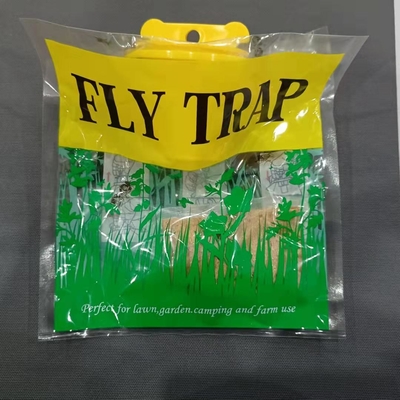 FLY TRAP
Perfect for lawn,garden.camping and farm use